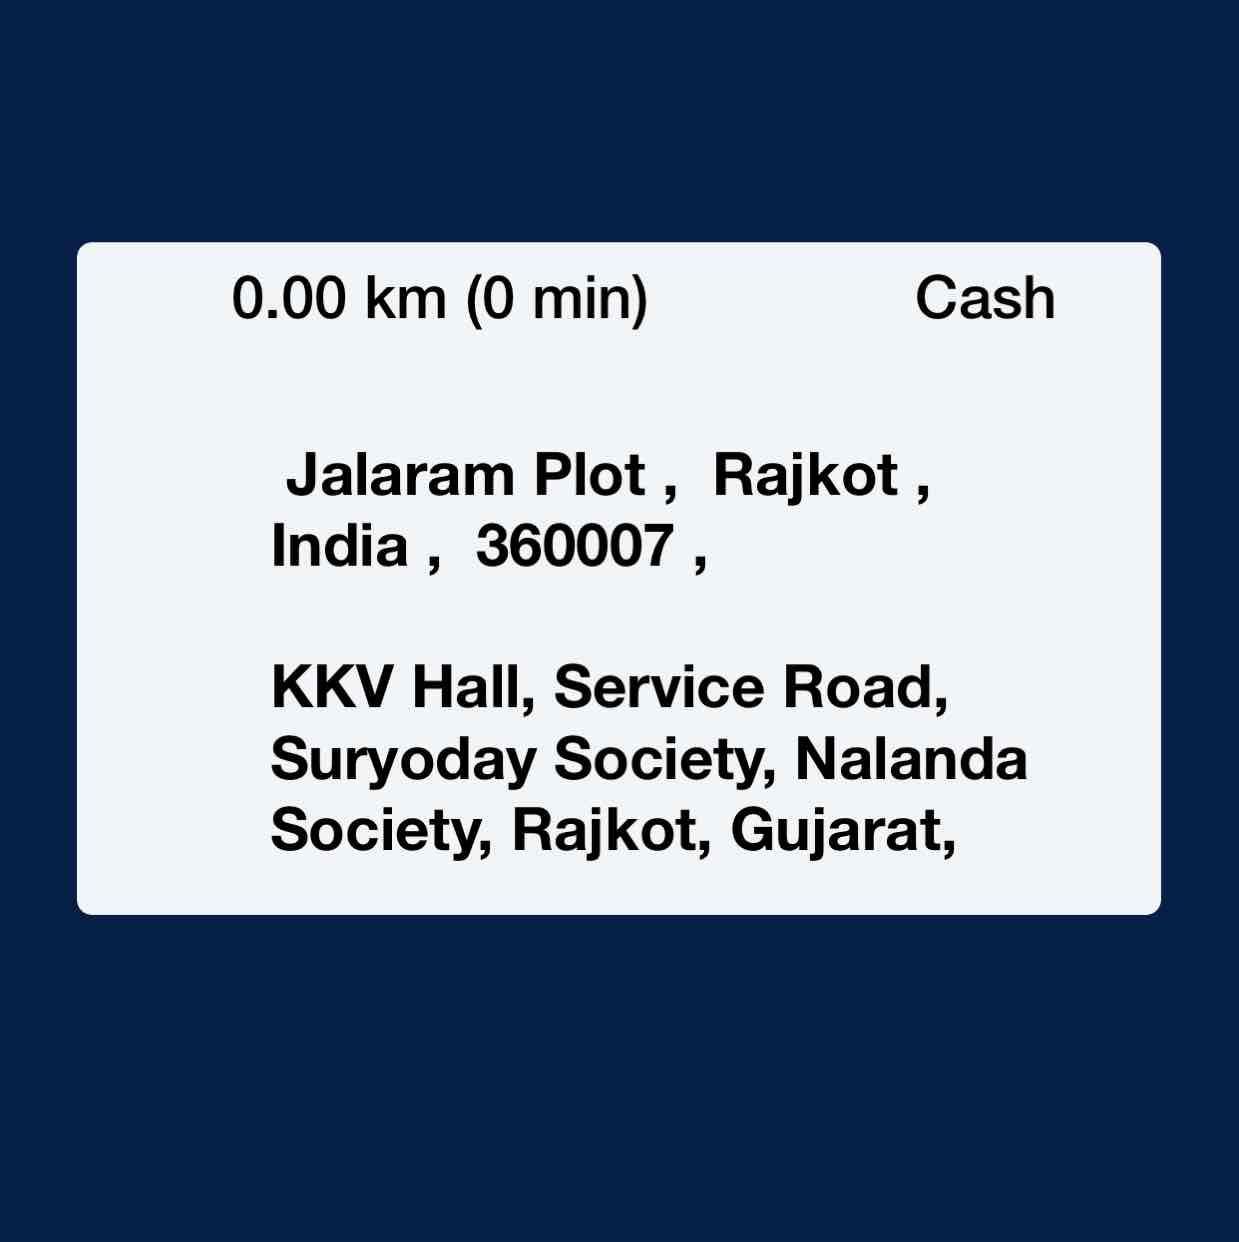 0.00 km (0 min) Cash
Jalaram Plot ,  Rajkot ,
India ,  360007 ,
KKV Hall, Service Road,
Suryoday Society, Nalanda
Society, Rajkot, Gujarat,